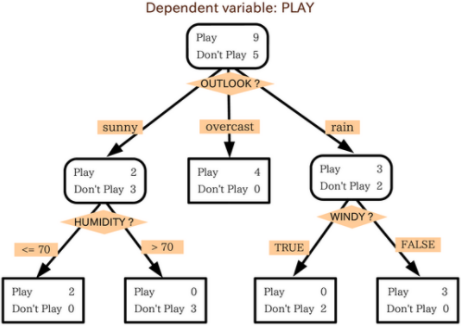 Dependent variable: PLAY
Play 9
Don't Play 5
OUTLOOK ?
sunny
overcast
rain
Play 2
Don't Play 3
Play 4
Don't Play 0
Play 3
Don't Play 2
HUMIDITY ?
WINDY ?
<= 70
> 70
TRUE
FALSE
Play 2
Don't Play 0
Play 0
Don't Play 3
Play 0
Don't Play 2
Play 3
Don't Play 0